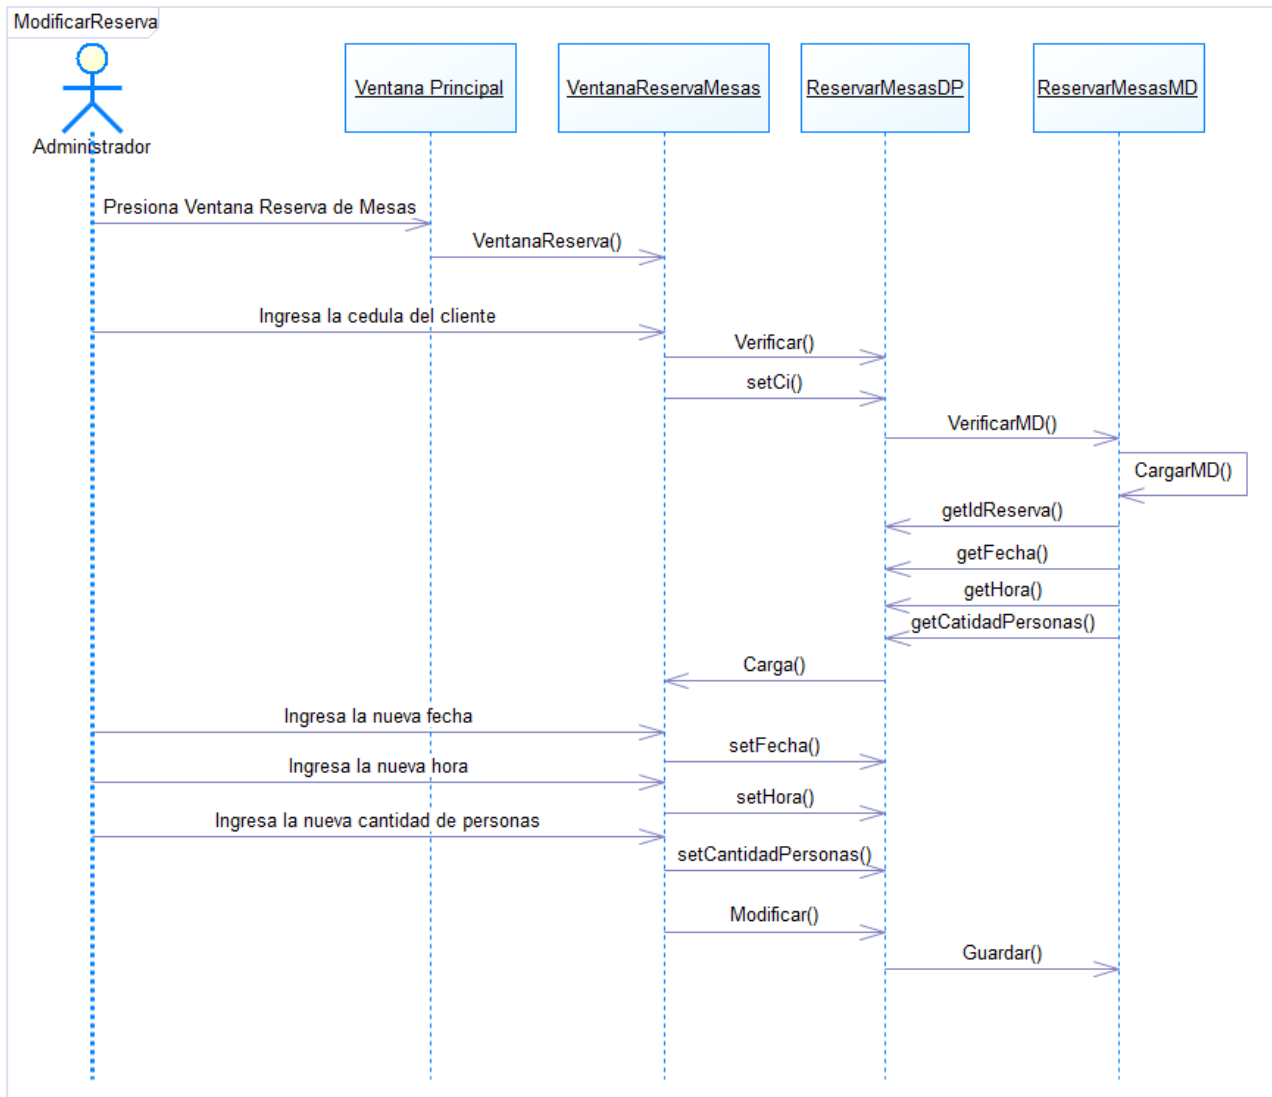 ModificarReserva
Administrador
Ventana Principal
VentanaReservaMesas
ReservarMesasDP
ReservarMesasMD
Presiona Ventana Reserva de Mesas
VentanaReserva()
Ingresa la cedula del cliente
Verificar()
setCi()
VerificarMD()
CargarMD()
getIdReserva()
getFecha()
getHora()
getCatidadPersonas()
Carga()
Ingresa la nueva fecha
setFecha()
Ingresa la nueva hora
setHora()
Ingresa la nueva cantidad de personas
setCantidadPersonas()
Modificar()
Guardar()